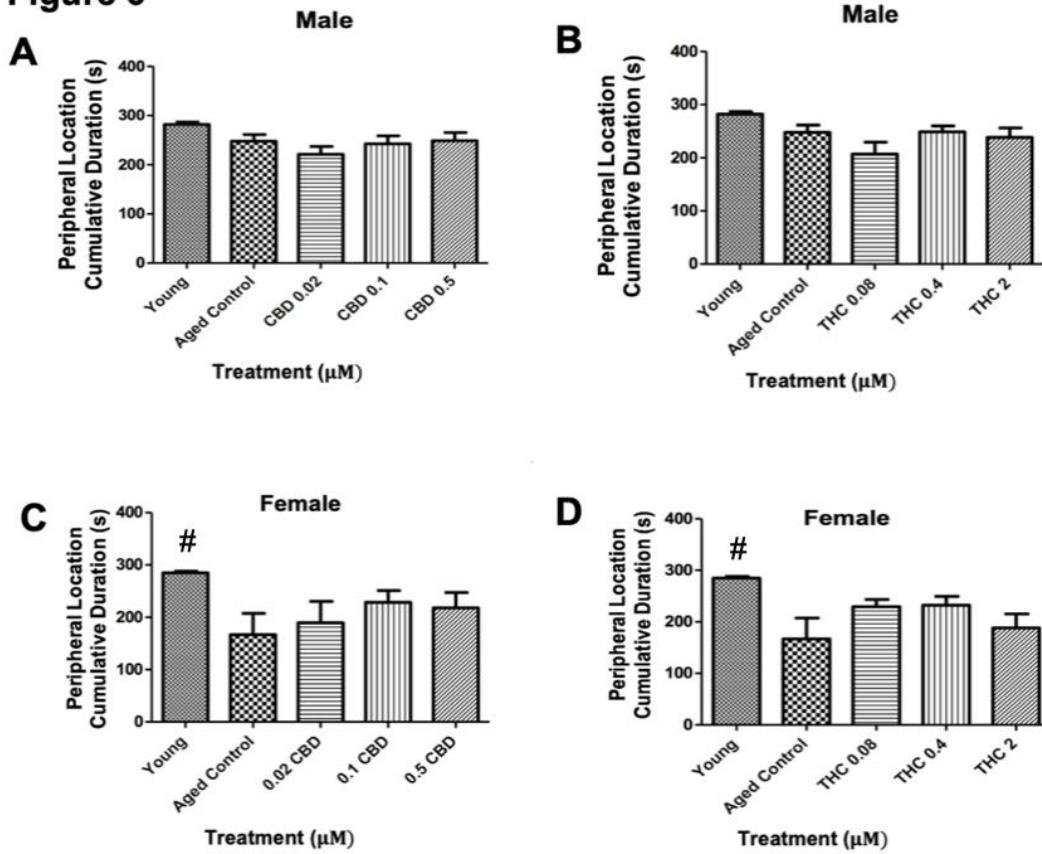 Male
A
Peripheral Location
Cumulative Duration (s)
400
300
200
100
0
Young
Aged Control
CBD 0.02
CBD 0.1
CBD 0.5
Treatment (μM)
Male
B
Peripheral Location
Cumulative Duration (s)
400
300
200
100
0
Young
Aged Control
THC 0.08
THC 0.4
THC 2
Treatment (μM)
Female
C
Peripheral Location
Cumulative Duration (s)
400
300
200
100
0
#
Young
Aged Control
0.02 CBD
0.1 CBD
0.5 CBD
Treatment (μM)
Female
D
Peripheral Location
Cumulative Duration (s)
400
300
200
100
0
#
Young
Aged Control
THC 0.08
THC 0.4
THC 2
Treatment (μM)